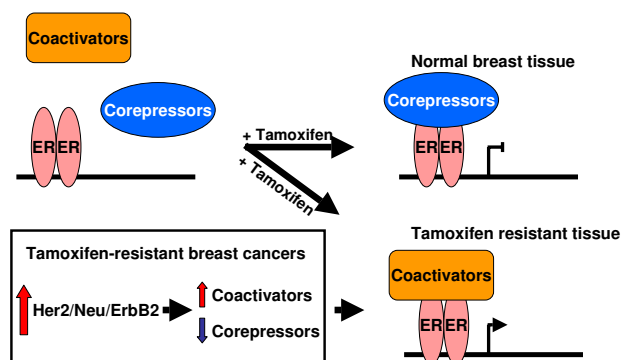 Coactivators
Corepressors
ER ER
+ Tamoxifen
+ Tamoxifen
Normal breast tissue
Corepressors
ER ER
Tamoxifen resistant tissue
Coactivators
ER ER
Tamoxifen-resistant breast cancers
Her2/Neu/ErbB2
Coactivators
Corepressors